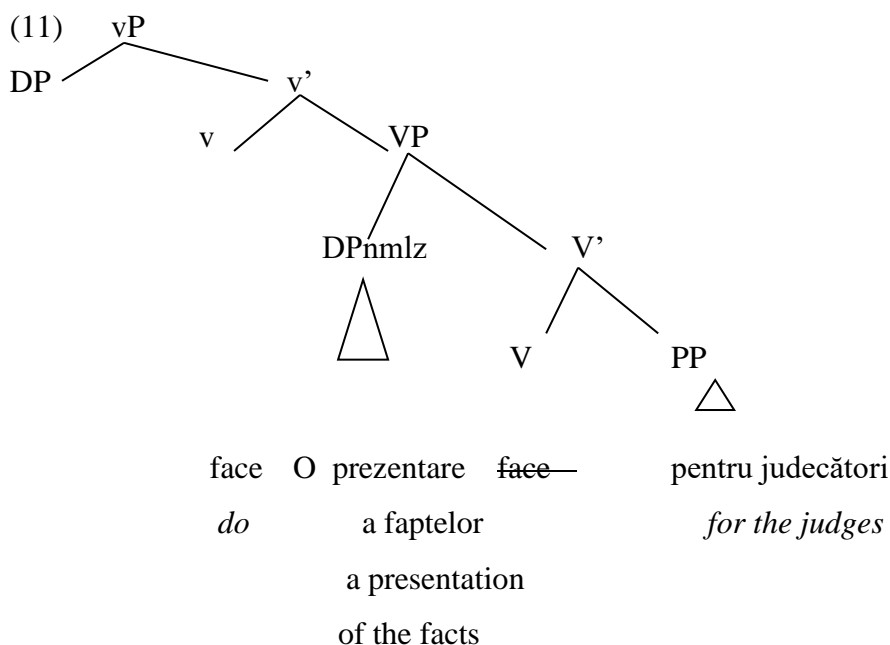 (11) vP
DP v’
v VP
DPnmlz V’
V PP
face O prezentare face pentru judecători
do a faptelor for the judges
a presentation
of the facts